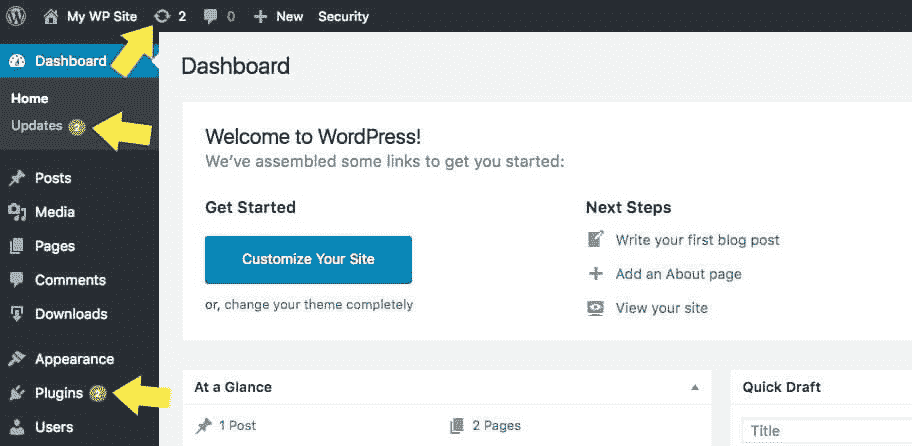 My WP Site 2 0 New Security
Dashboard
Home
Updates 2
Posts
Media
Pages
Comments
Downloads
Appearance
Plugins 2
Users
Dashboard
Welcome to WordPress!
We've assembled some links to get you started:
Get Started
Customize Your Site
or, change your theme completely
Next Steps
Write your first blog post
Add an About page
View your site
At a Glance
1 Post
2 Pages
Quick Draft
Title